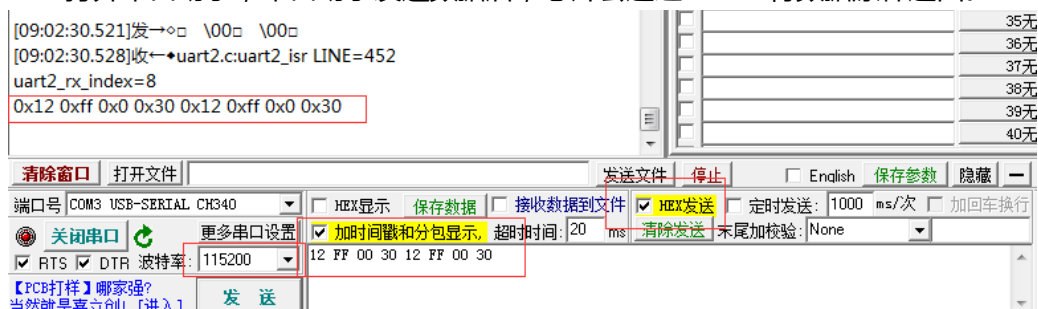 [09:02:30.521]发→◇□ \00□ \00□
[09:02:30.528]收←◆uart2.c:uart2_isr LINE=452
uart2_rx_index=8
0x12 0xff 0x0 0x30 0x12 0xff 0x0 0x30
35无
36无
37无
38无
39无
40无
清除窗口 打开文件 发送文件 停止 English 保存参数 隐藏 —
端口号 COM3 USB-SERIAL CH340 HEX显示 保存数据 接收数据到文件 HEX发送 定时发送: 1000 ms/次 加回车换行
关闭串口 更多串口设置 加时间戳和分包显示, 超时时间: 20 ms 清除发送 末尾加校验: None
RTS DTR 波特率: 115200 12 FF 00 30 12 FF 00 30
【PCB打样】哪家强?
发 送